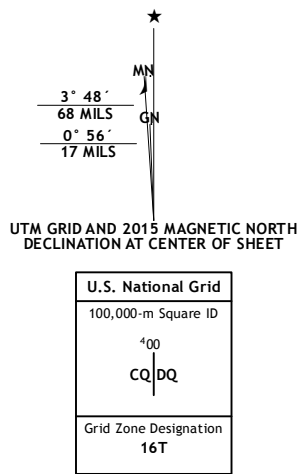 MN
3° 48´
68 MILS
GN
0° 56´
17 MILS
UTM GRID AND 2015 MAGNETIC NORTH
DECLINATION AT CENTER OF SHEET
U.S. National Grid
100,000-m Square ID
⁴00
CQ DQ
Grid Zone Designation
16T